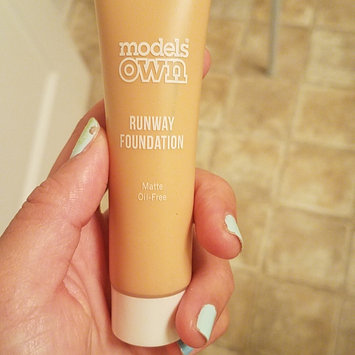 models
own
RUNWAY
FOUNDATION
Matte
Oil-Free